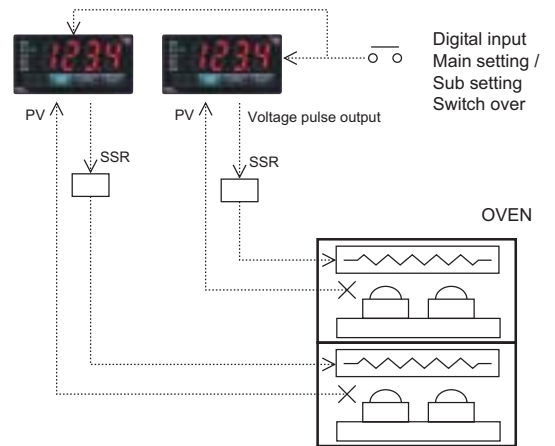 1234
1234
Digital input
Main setting /
Sub setting
Switch over
PV
PV
Voltage pulse output
SSR
SSR
OVEN